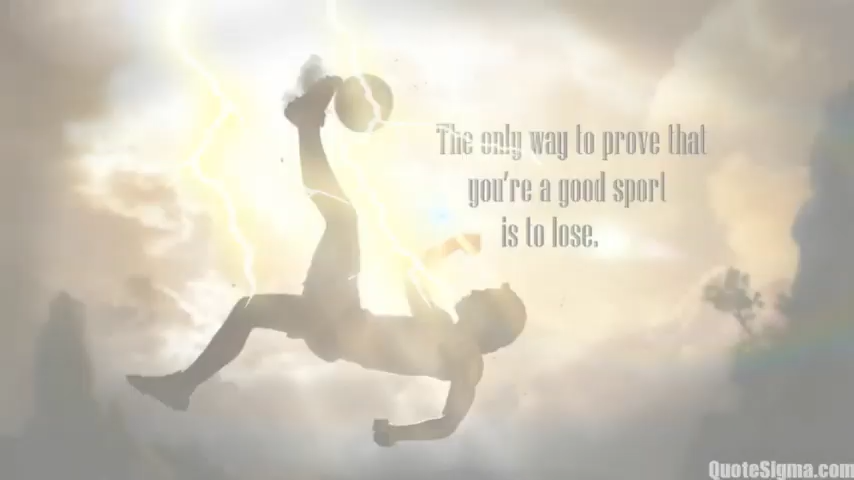 The only way to prove that
you're a good sport
is to lose.
QuoteSigma.com